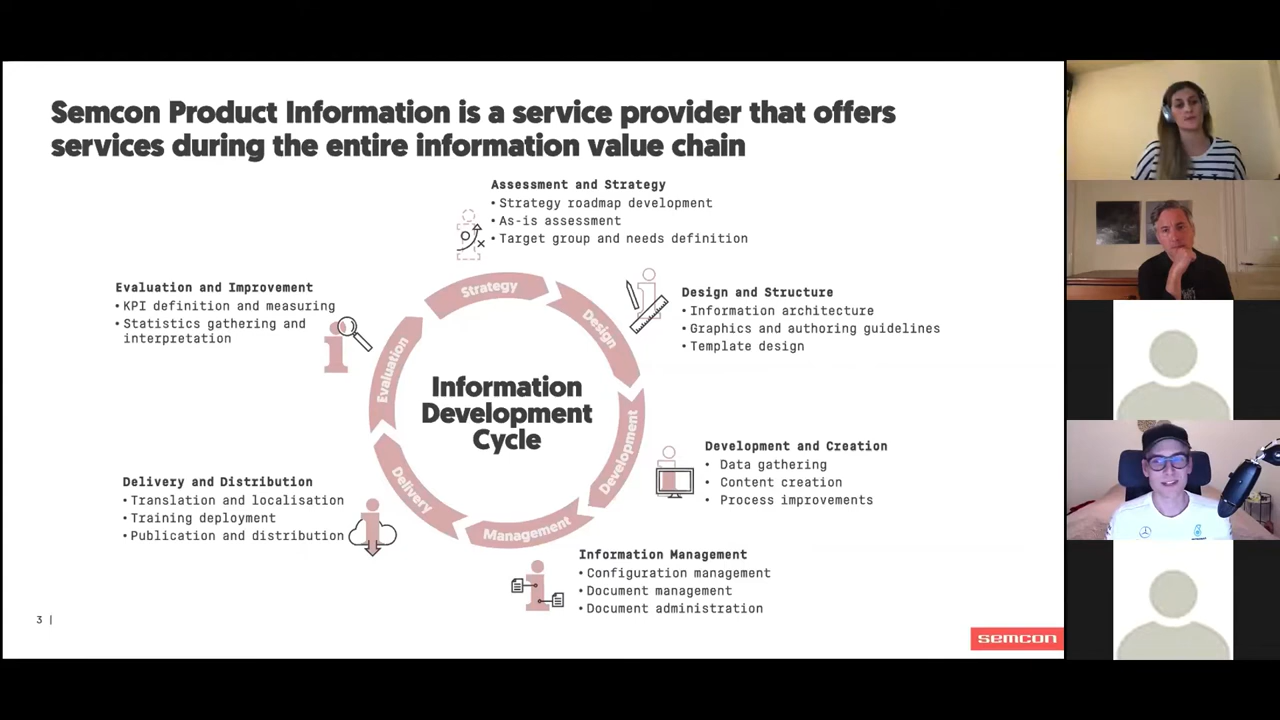 Semcon Product Information is a service provider that offers
services during the entire information value chain
Assessment and Strategy
• Strategy roadmap development
• As-is assessment
• Target group and needs definition
Evaluation and Improvement
• KPI definition and measuring
• Statistics gathering and
interpretation
Design and Structure
• Information architecture
• Graphics and authoring guidelines
• Template design
Strategy
Design
Development
Management
Delivery
Evaluation
Information
Development
Cycle
Development and Creation
• Data gathering
• Content creation
• Process improvements
Delivery and Distribution
• Translation and localisation
• Training deployment
• Publication and distribution
Information Management
• Configuration management
• Document management
• Document administration
3 |
semcon